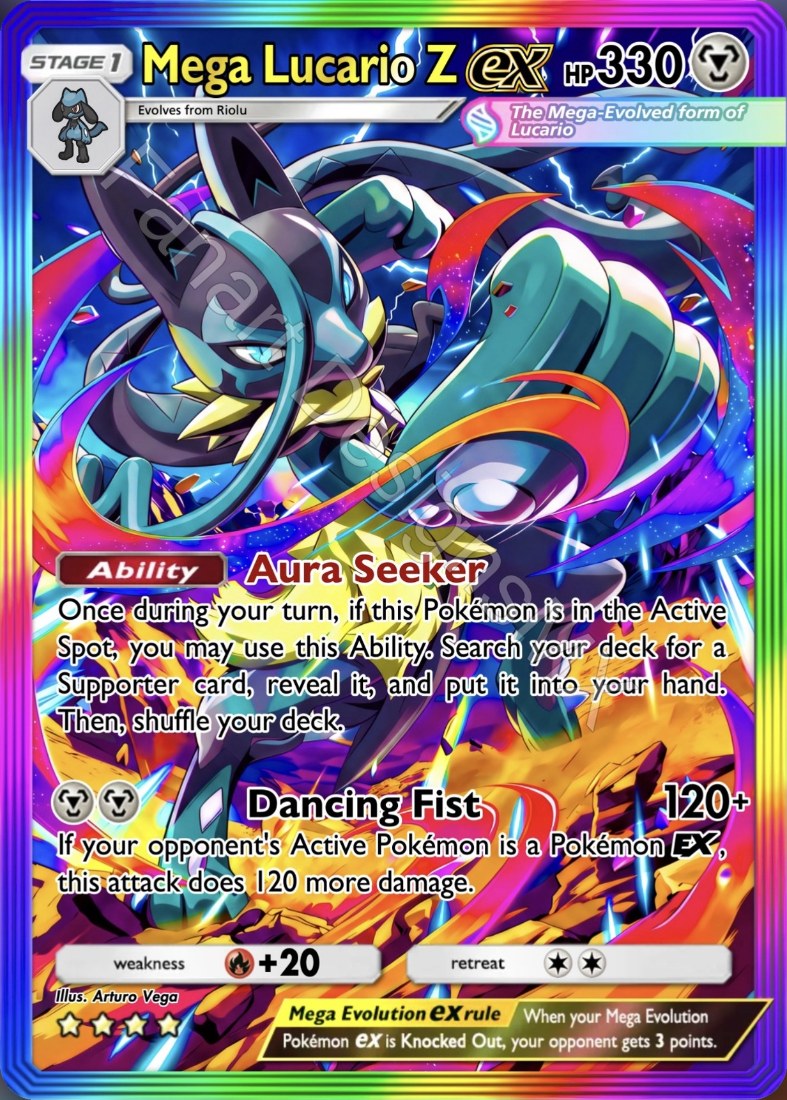 STAGE 1
Mega Lucario Z ex HP 330
Evolves from Riolu
The Mega-Evolved form of
Lucario
Fanart Designs
Ability Aura Seeker
Once during your turn, if this Pokémon is in the Active
Spot, you may use this Ability. Search your deck for a
Supporter card, reveal it, and put it into your hand.
Then, shuffle your deck.
Dancing Fist 120+
If your opponent's Active Pokémon is a Pokémon EX,
this attack does 120 more damage.
weakness +20 retreat
Illus. Arturo Vega
Mega Evolution ex rule When your Mega Evolution
Pokémon ex is Knocked Out, your opponent gets 3 points.